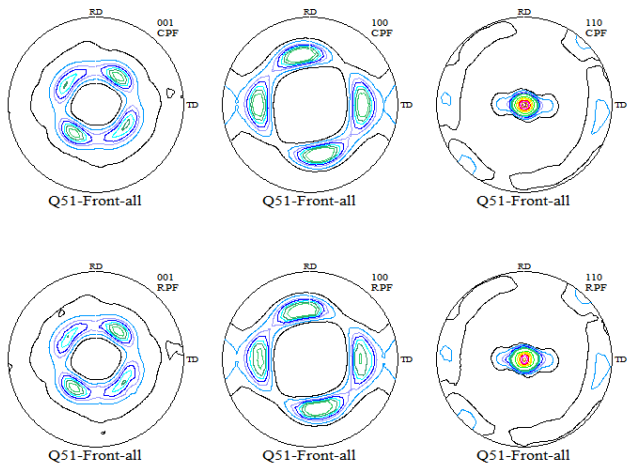 RD RD RD
001 100 110
CPF CPF CPF
TD TD TD
Q51-Front-all Q51-Front-all Q51-Front-all
RD RD RD
001 100 110
RPF RPF RPF
TD TD TD
Q51-Front-all Q51-Front-all Q51-Front-all